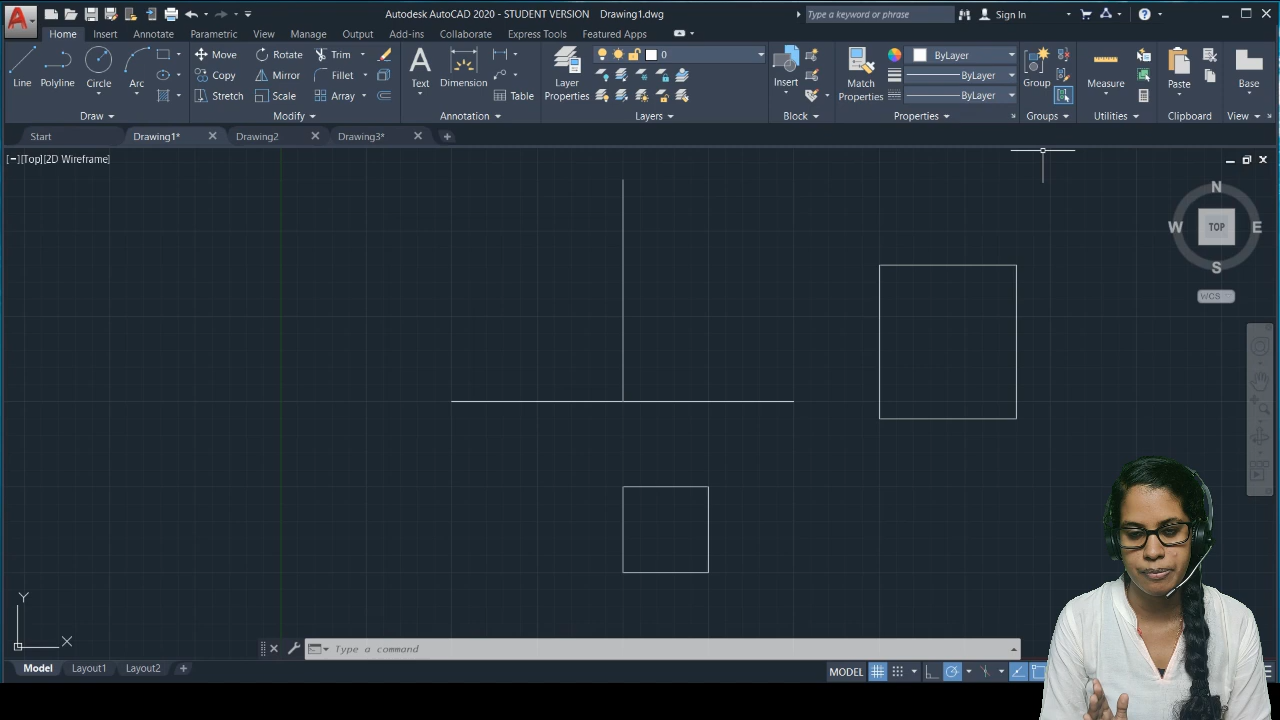 Autodesk AutoCAD 2020 - STUDENT VERSION Drawing1.dwg
Type a keyword or phrase
Sign In
Home Insert Annotate Parametric View Manage Output Add-ins Collaborate Express Tools Featured Apps
Line Polyline Circle Arc
Move Rotate Trim
Copy Mirror Fillet
Stretch Scale Array
Text Dimension Table
Layer Properties
0
Insert
Match Properties
ByLayer
ByLayer
ByLayer
Group
Measure
Paste
Base
Draw Modify Annotation Layers Block Properties Groups Utilities Clipboard View
Start Drawing1* Drawing2 Drawing3*
[−][Top][2D Wireframe]
N
W TOP E
S
WCS
Y
X
Type a command
Model Layout1 Layout2
MODEL